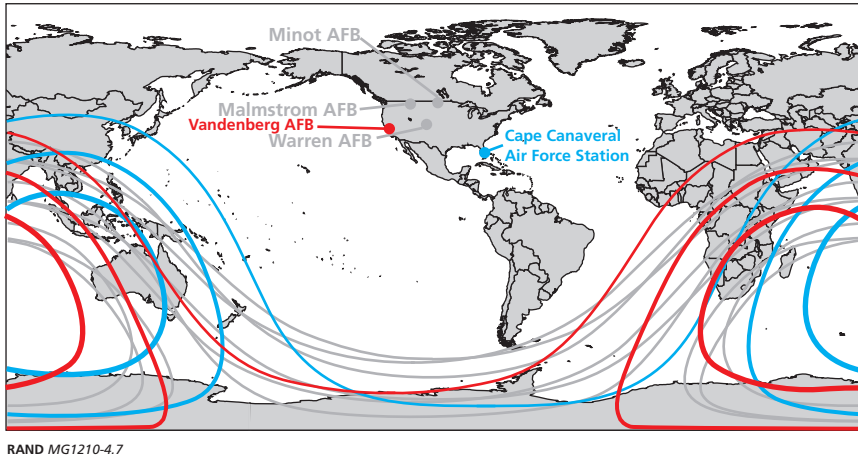 Minot AFB
Malmstrom AFB
Vandenberg AFB
Warren AFB
Cape Canaveral
Air Force Station
RAND MG1210-4.7